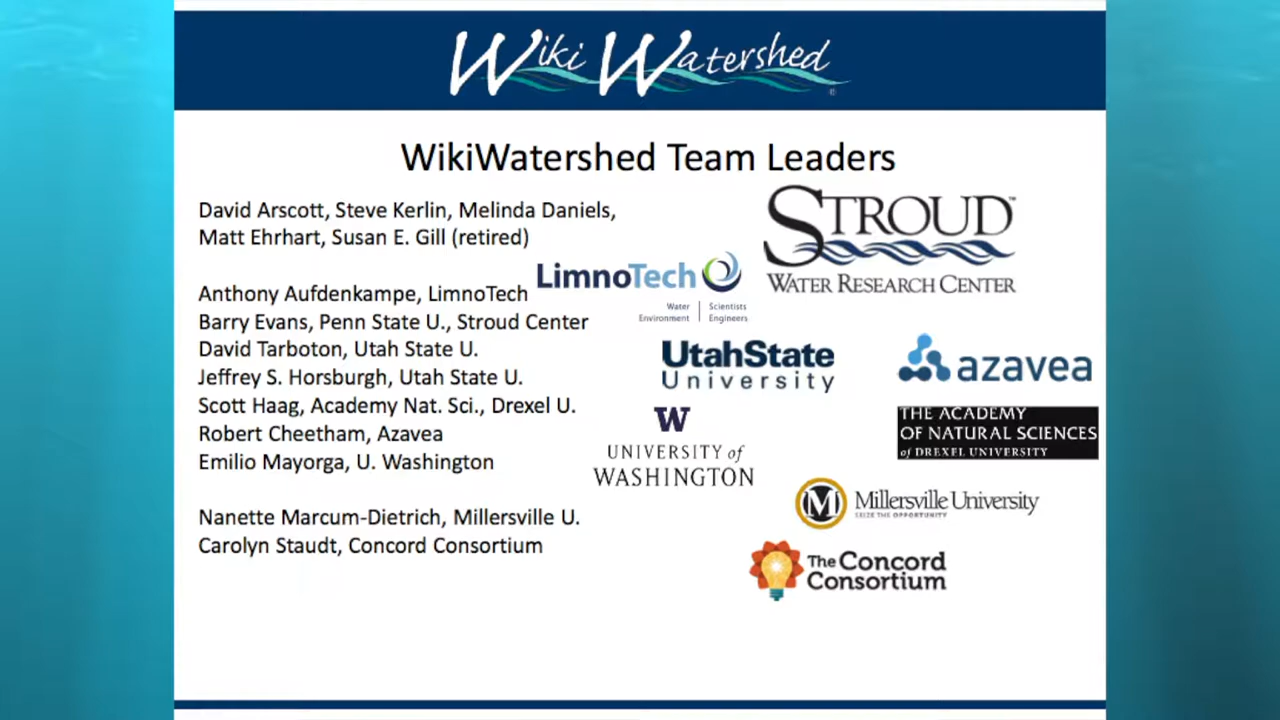 Wiki Watershed
®
WikiWatershed Team Leaders
David Arscott, Steve Kerlin, Melinda Daniels,
Matt Ehrhart, Susan E. Gill (retired)
Anthony Aufdenkampe, LimnoTech
Barry Evans, Penn State U., Stroud Center
David Tarboton, Utah State U.
Jeffrey S. Horsburgh, Utah State U.
Scott Haag, Academy Nat. Sci., Drexel U.
Robert Cheetham, Azavea
Emilio Mayorga, U. Washington
Nanette Marcum-Dietrich, Millersville U.
Carolyn Staudt, Concord Consortium
STROUD™
WATER RESEARCH CENTER
LimnoTech
Water Environment | Scientists Engineers
UtahState
University
azavea
W
UNIVERSITY of
WASHINGTON
THE ACADEMY
OF NATURAL SCIENCES
of DREXEL UNIVERSITY
M Millersville University
SEIZE THE OPPORTUNITY
The Concord
Consortium